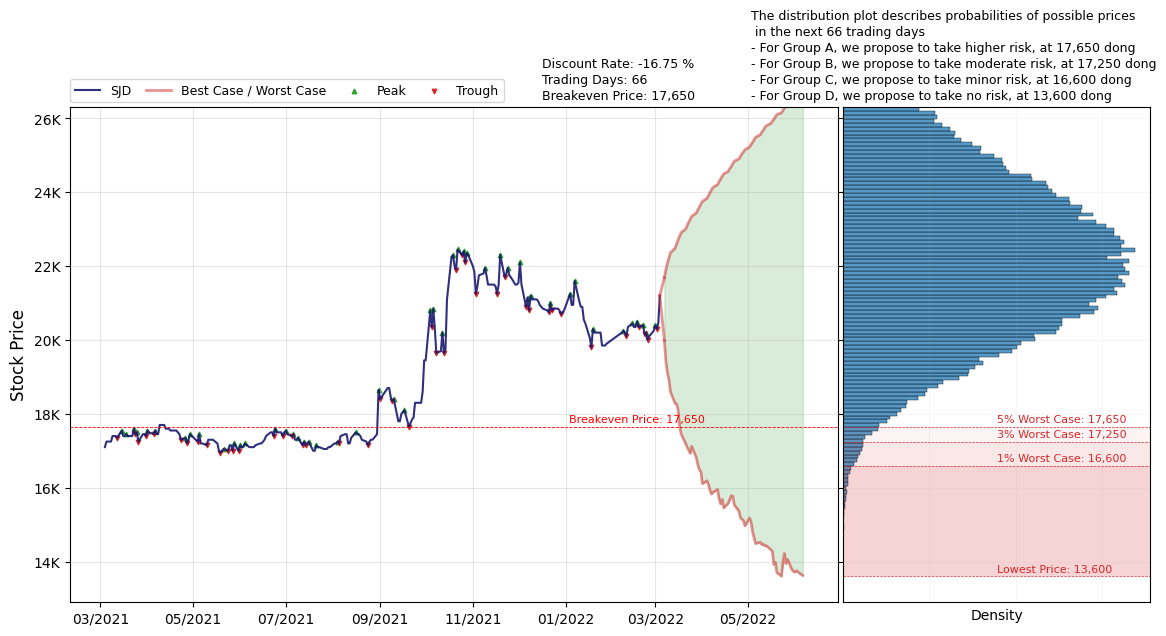 The distribution plot describes probabilities of possible prices
in the next 66 trading days
- For Group A, we propose to take higher risk, at 17,650 dong
- For Group B, we propose to take moderate risk, at 17,250 dong
- For Group C, we propose to take minor risk, at 16,600 dong
- For Group D, we propose to take no risk, at 13,600 dong
Discount Rate: -16.75 %
Trading Days: 66
Breakeven Price: 17,650
SJD Best Case / Worst Case Peak Trough
Stock Price
26K
24K
22K
20K
18K
16K
14K
Breakeven Price: 17,650
03/2021 05/2021 07/2021 09/2021 11/2021 01/2022 03/2022 05/2022
5% Worst Case: 17,650
3% Worst Case: 17,250
1% Worst Case: 16,600
Lowest Price: 13,600
Density